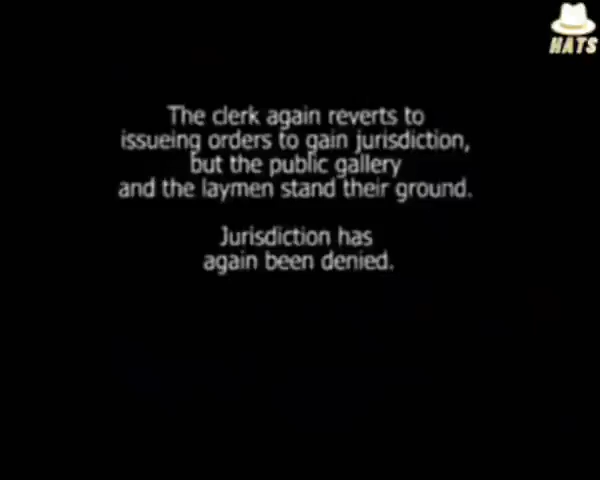 HATS
The clerk again reverts to
issueing orders to gain jurisdiction,
but the public gallery
and the laymen stand their ground.
Jurisdiction has
again been denied.